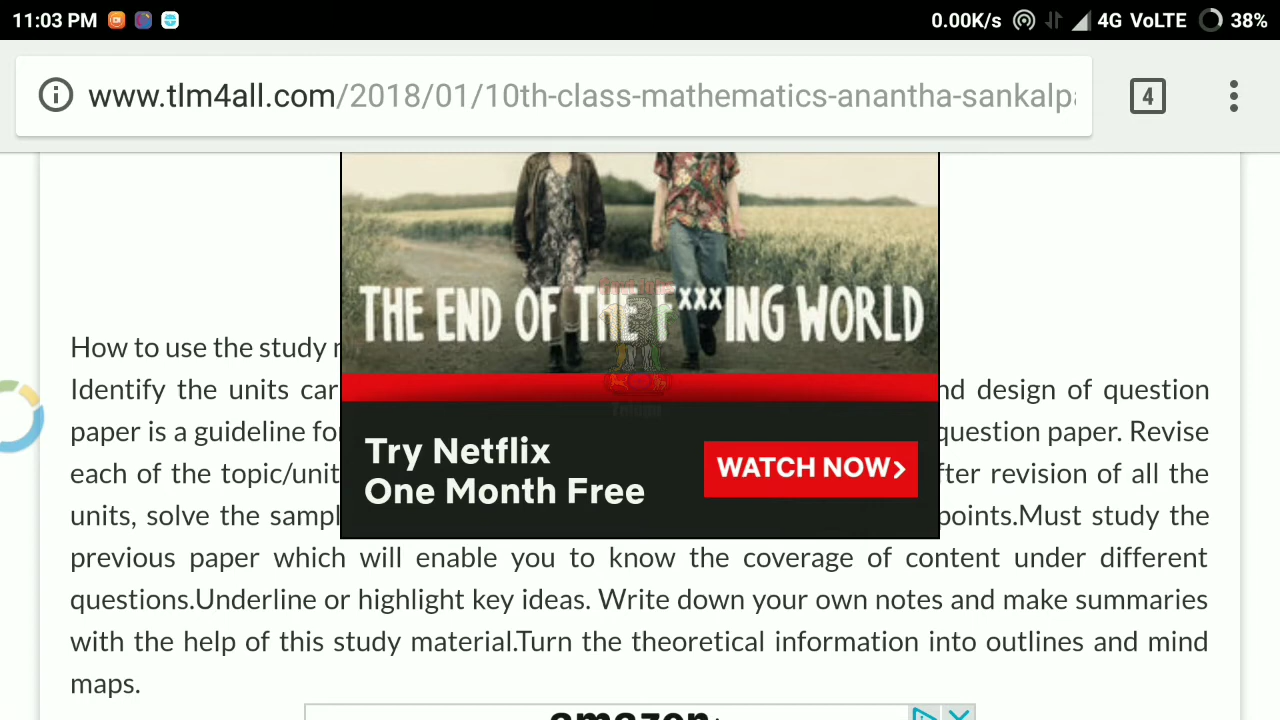 11:03 PM 0.00K/s 4G VoLTE 38%
www.tlm4all.com/2018/01/10th-class-mathematics-anantha-sankalpa
4
THE END OF THE F***ING WORLD
How to use the study
Identify the units car nd design of question
paper is a guideline for question paper. Revise
Try Netflix
WATCH NOW>
each of the topic/unit fter revision of all the
One Month Free
units, solve the sampl points.Must study the
previous paper which will enable you to know the coverage of content under different
questions.Underline or highlight key ideas. Write down your own notes and make summaries
with the help of this study material.Turn the theoretical information into outlines and mind
maps.
amazon